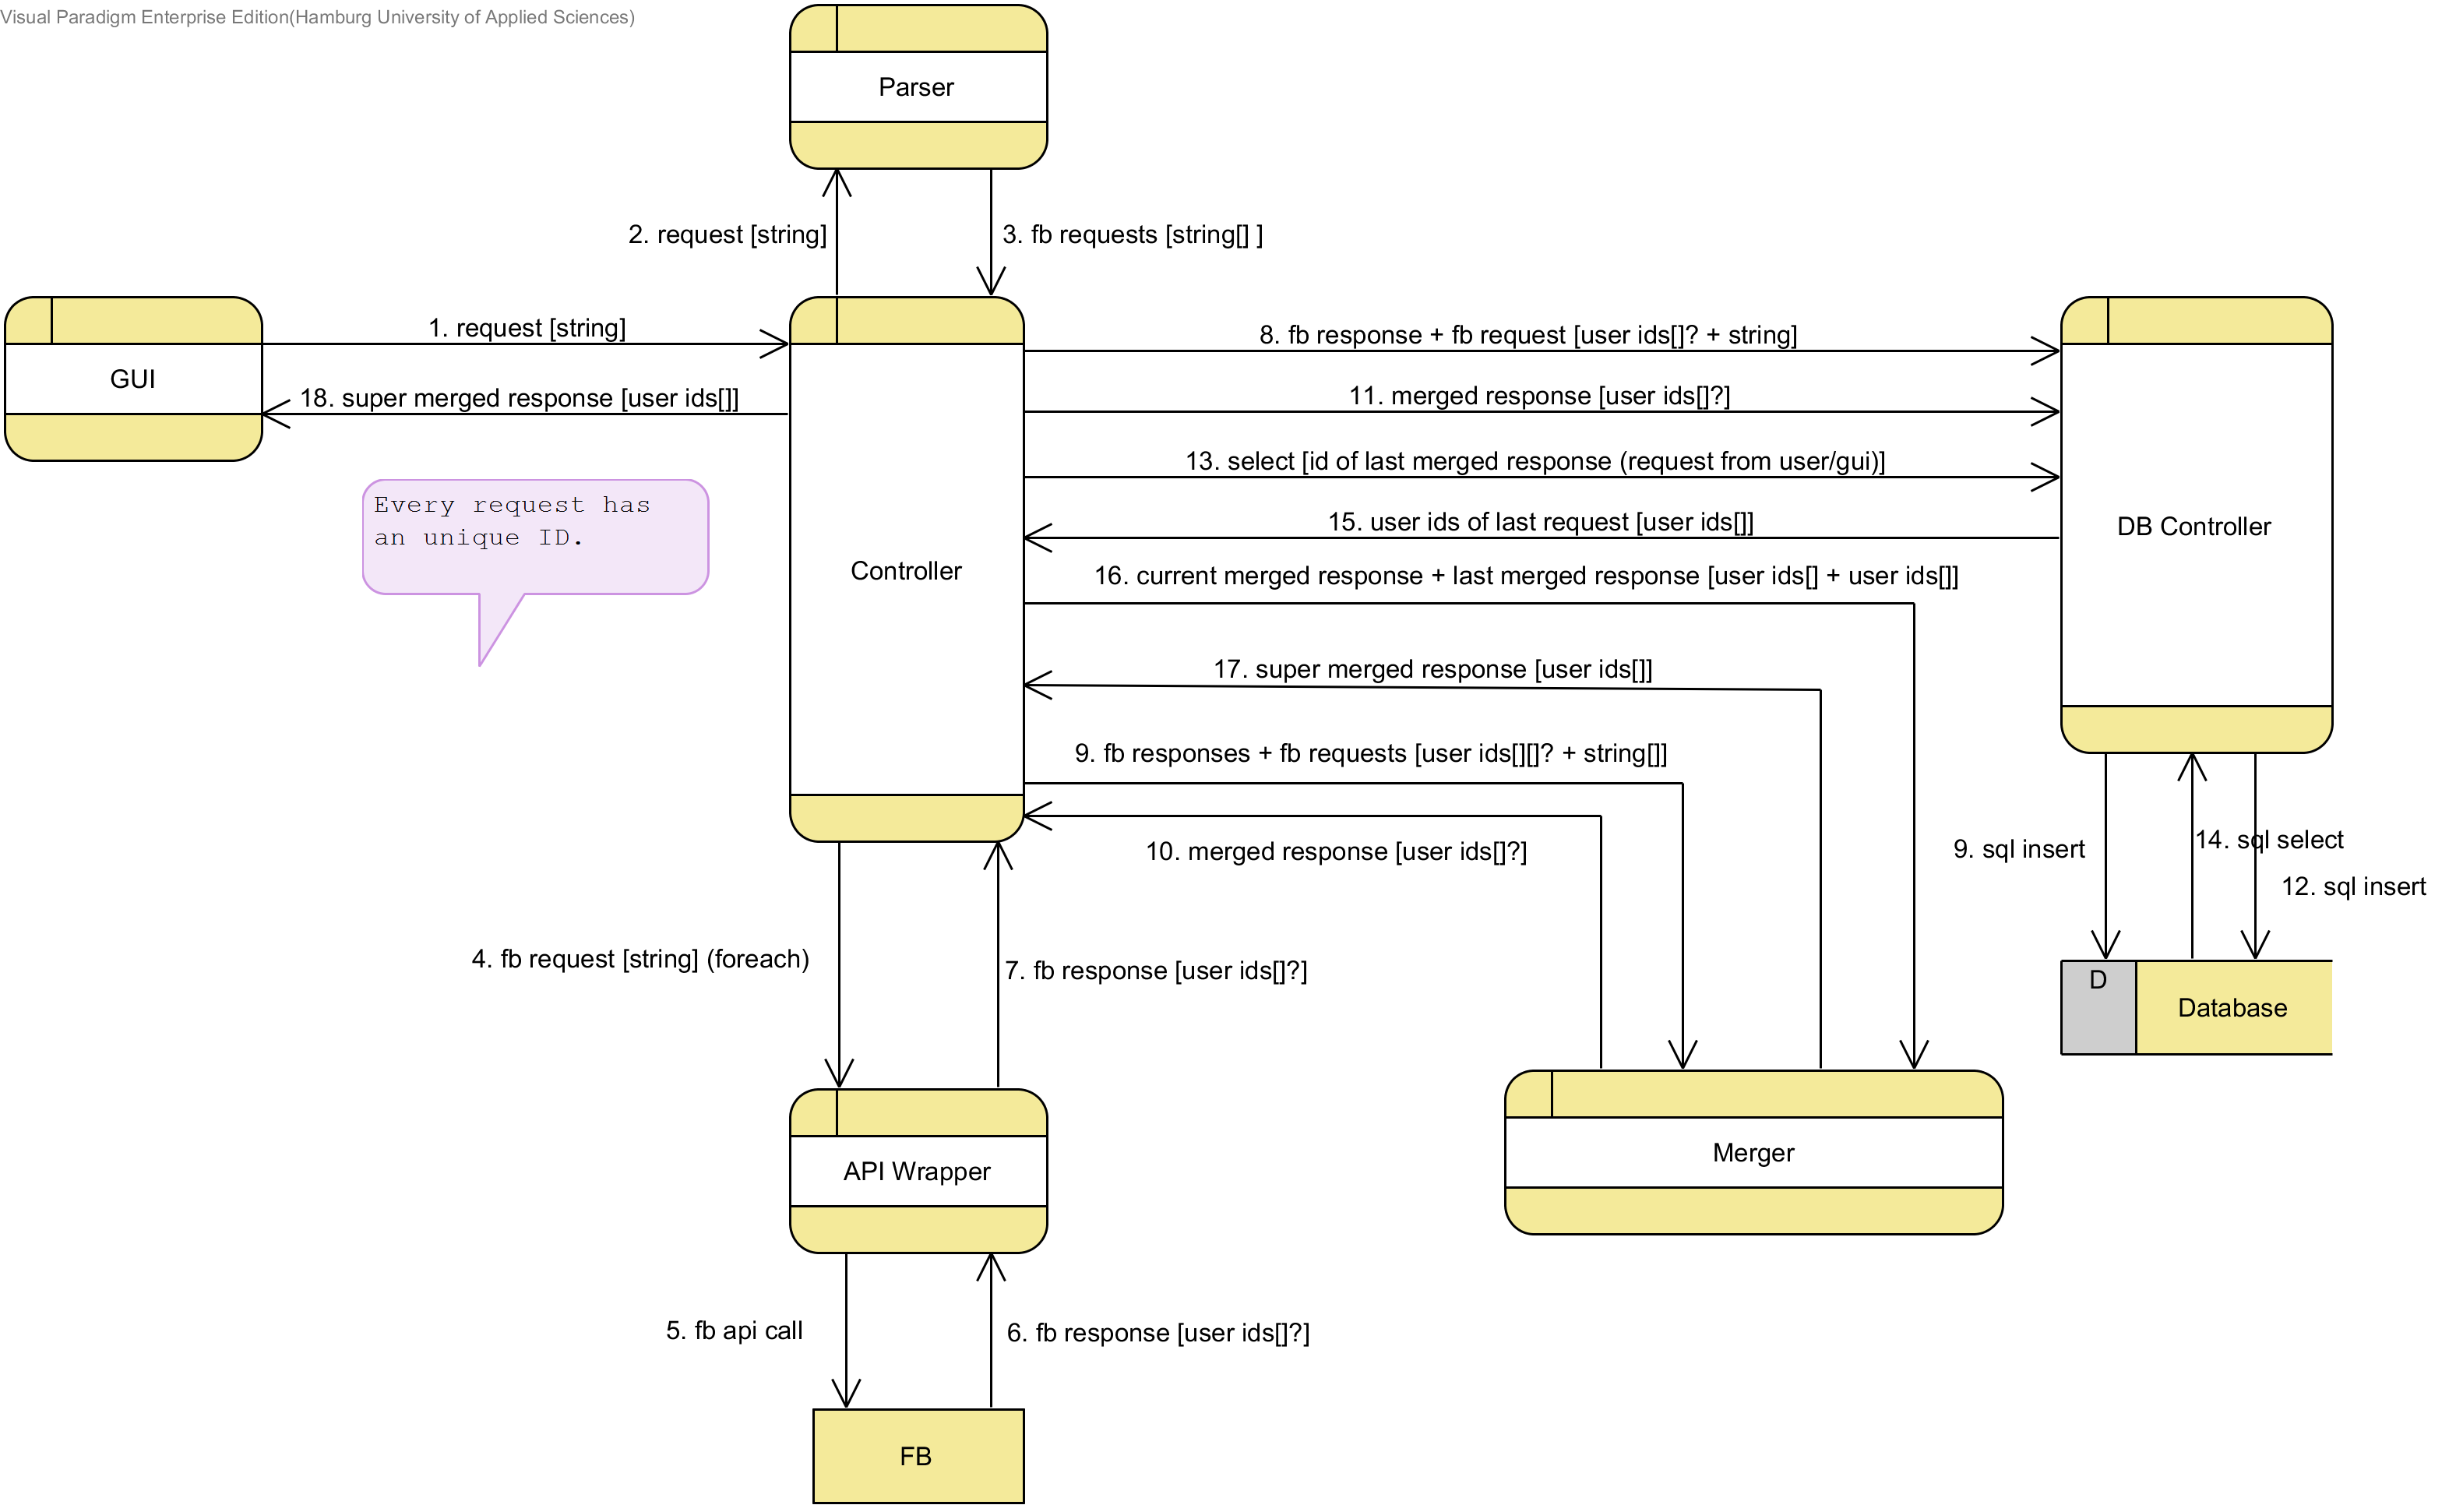 Visual Paradigm Enterprise Edition(Hamburg University of Applied Sciences)
Parser
2. request [string]
3. fb requests [string[] ]
1. request [string]
GUI
18. super merged response [user ids[]]
Every request has
an unique ID.
Controller
8. fb response + fb request [user ids[]? + string]
11. merged response [user ids[]?]
13. select [id of last merged response (request from user/gui)]
15. user ids of last request [user ids[]]
DB Controller
16. current merged response + last merged response [user ids[] + user ids[]]
17. super merged response [user ids[]]
9. fb responses + fb requests [user ids[][]? + string[]]
10. merged response [user ids[]?]
9. sql insert
14. sql select
12. sql insert
4. fb request [string] (foreach)
7. fb response [user ids[]?]
D
Database
API Wrapper
Merger
5. fb api call
6. fb response [user ids[]?]
FB